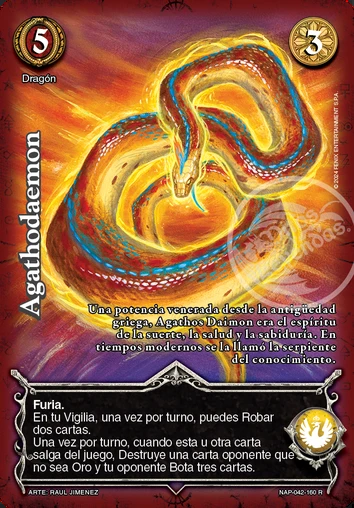 5
3
Dragón
Agathodaemon
© 2024 FENIX ENTERTAINMENT S.P.A.
Una potencia venerada desde la antigüedad
griega, Agathos Daimon era el espíritu
de la suerte, la salud y la sabiduría. En
tiempos modernos se la llamó la serpiente
del conocimiento.
Furia.
En tu Vigilia, una vez por turno, puedes Robar
dos cartas.
Una vez por turno, cuando esta u otra carta
salga del juego, Destruye una carta oponente que
no sea Oro y tu oponente Bota tres cartas.
ARTE: RAUL JIMENEZ
NAP-042-160 R